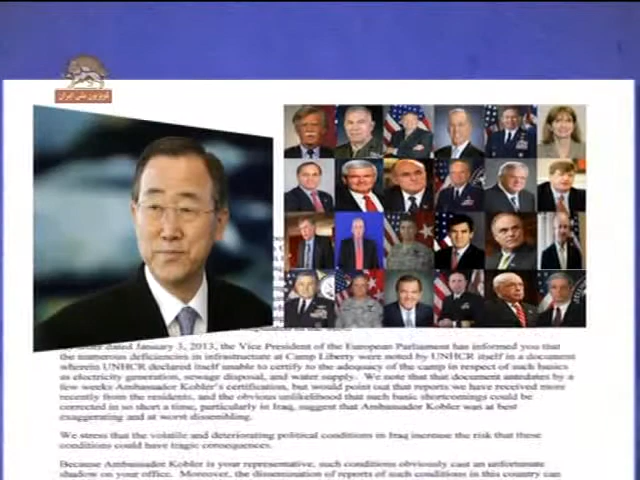 تلویزیون ملی ایران
dated January 3, 2013, the Vice President of the European Parliament has informed you that
the numerous deficiencies in infrastructure at Camp Liberty were noted by UNHCR itself in a document
wherein UNHCR declared itself unable to certify to the adequacy of the camp in respect of such basics
as electricity generation, sewage disposal, and water supply. We note that that document antedates by a
few weeks Ambassador Kobler's certification, but would point out that reports we have received more
recently from the residents, and the obvious unlikelihood that such basic shortcomings could be
corrected in so short a time, particularly in Iraq, suggest that Ambassador Kobler was at best
exaggerating and at worst dissembling.
We stress that the volatile and deteriorating political conditions in Iraq increase the risk that these
conditions could have tragic consequences.
Because Ambassador Kobler is your representative, such conditions obviously cast an unfortunate
shadow on your office. Moreover, the dissemination of reports of such conditions in this country can